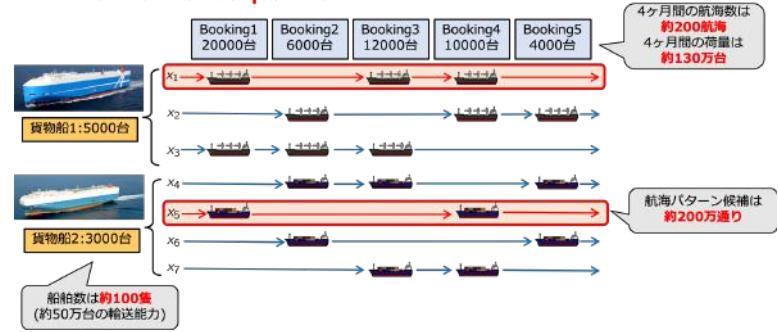 Booking1
20000台
Booking2
6000台
Booking3
12000台
Booking4
10000台
Booking5
4000台
4ヶ月間の航海数は
約200航海
4ヶ月間の荷量は
約130万台
x1
x2
x3
x4
x5
x6
x7
貨物船1:5000台
貨物船2:3000台
航海パターン候補は
約200万通り
船舶数は約100隻
(約50万台の輸送能力)